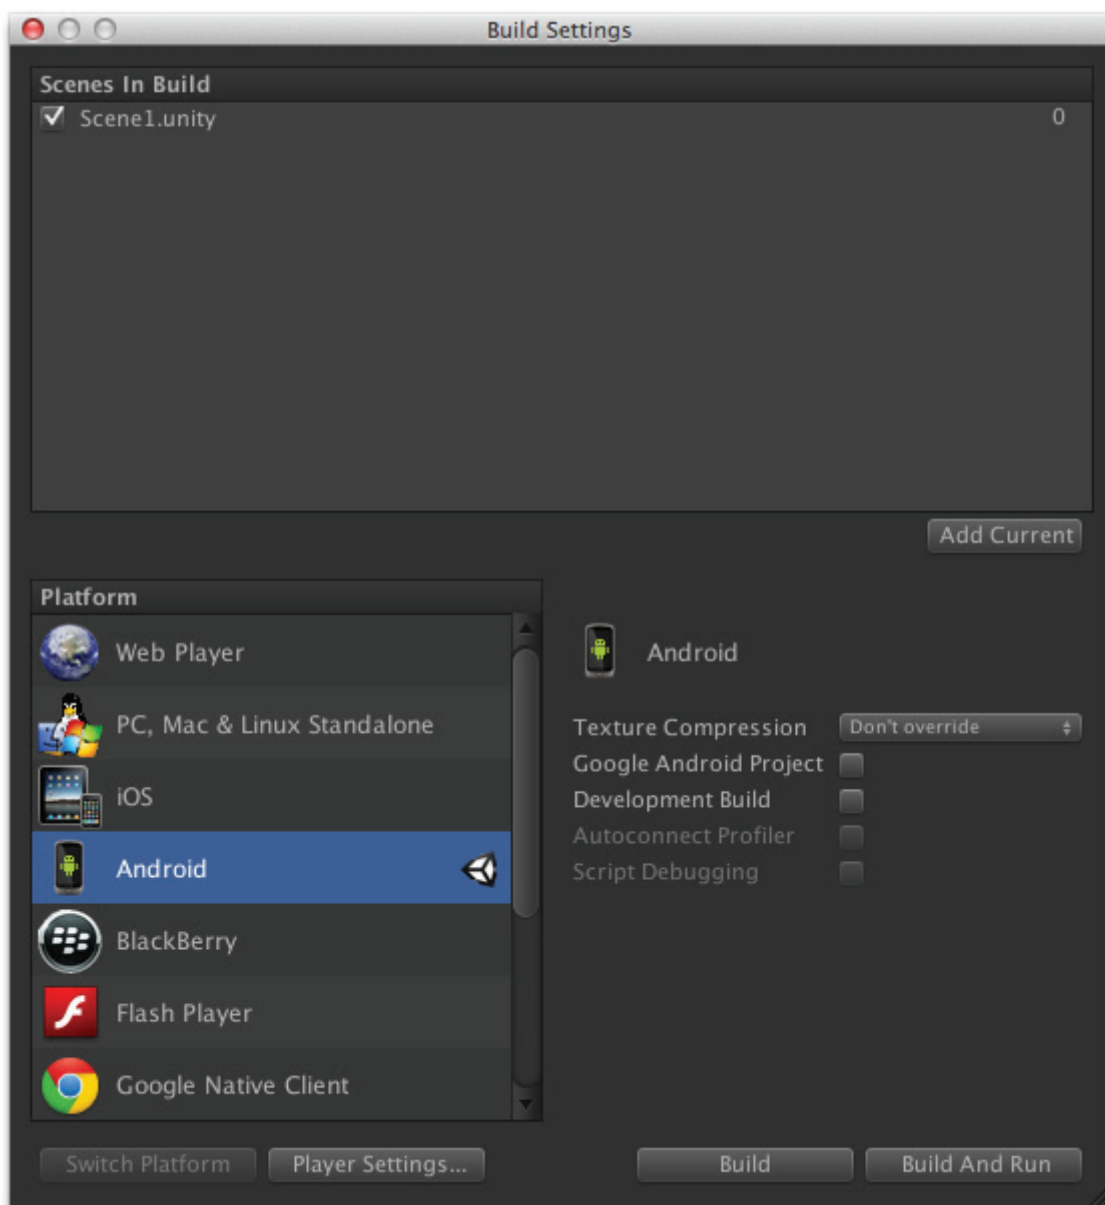 Build Settings
Scenes In Build
Scene1.unity 0
Add Current
Platform
Web Player
PC, Mac & Linux Standalone
iOS
Android
BlackBerry
Flash Player
Google Native Client
Android
Texture Compression Don't override
Google Android Project
Development Build
Autoconnect Profiler
Script Debugging
Switch Platform Player Settings... Build Build And Run